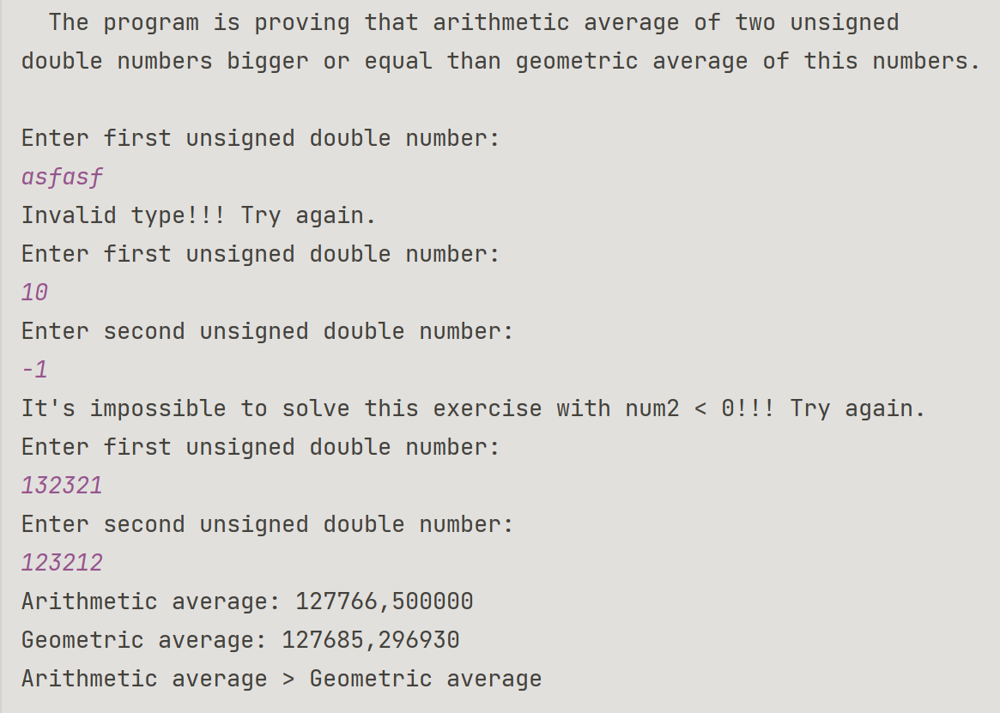 The program is proving that arithmetic average of two unsigned
double numbers bigger or equal than geometric average of this numbers.
Enter first unsigned double number:
asfasf
Invalid type!!! Try again.
Enter first unsigned double number:
10
Enter second unsigned double number:
-1
It's impossible to solve this exercise with num2 < 0!!! Try again.
Enter first unsigned double number:
132321
Enter second unsigned double number:
123212
Arithmetic average: 127766,500000
Geometric average: 127685,296930
Arithmetic average > Geometric average